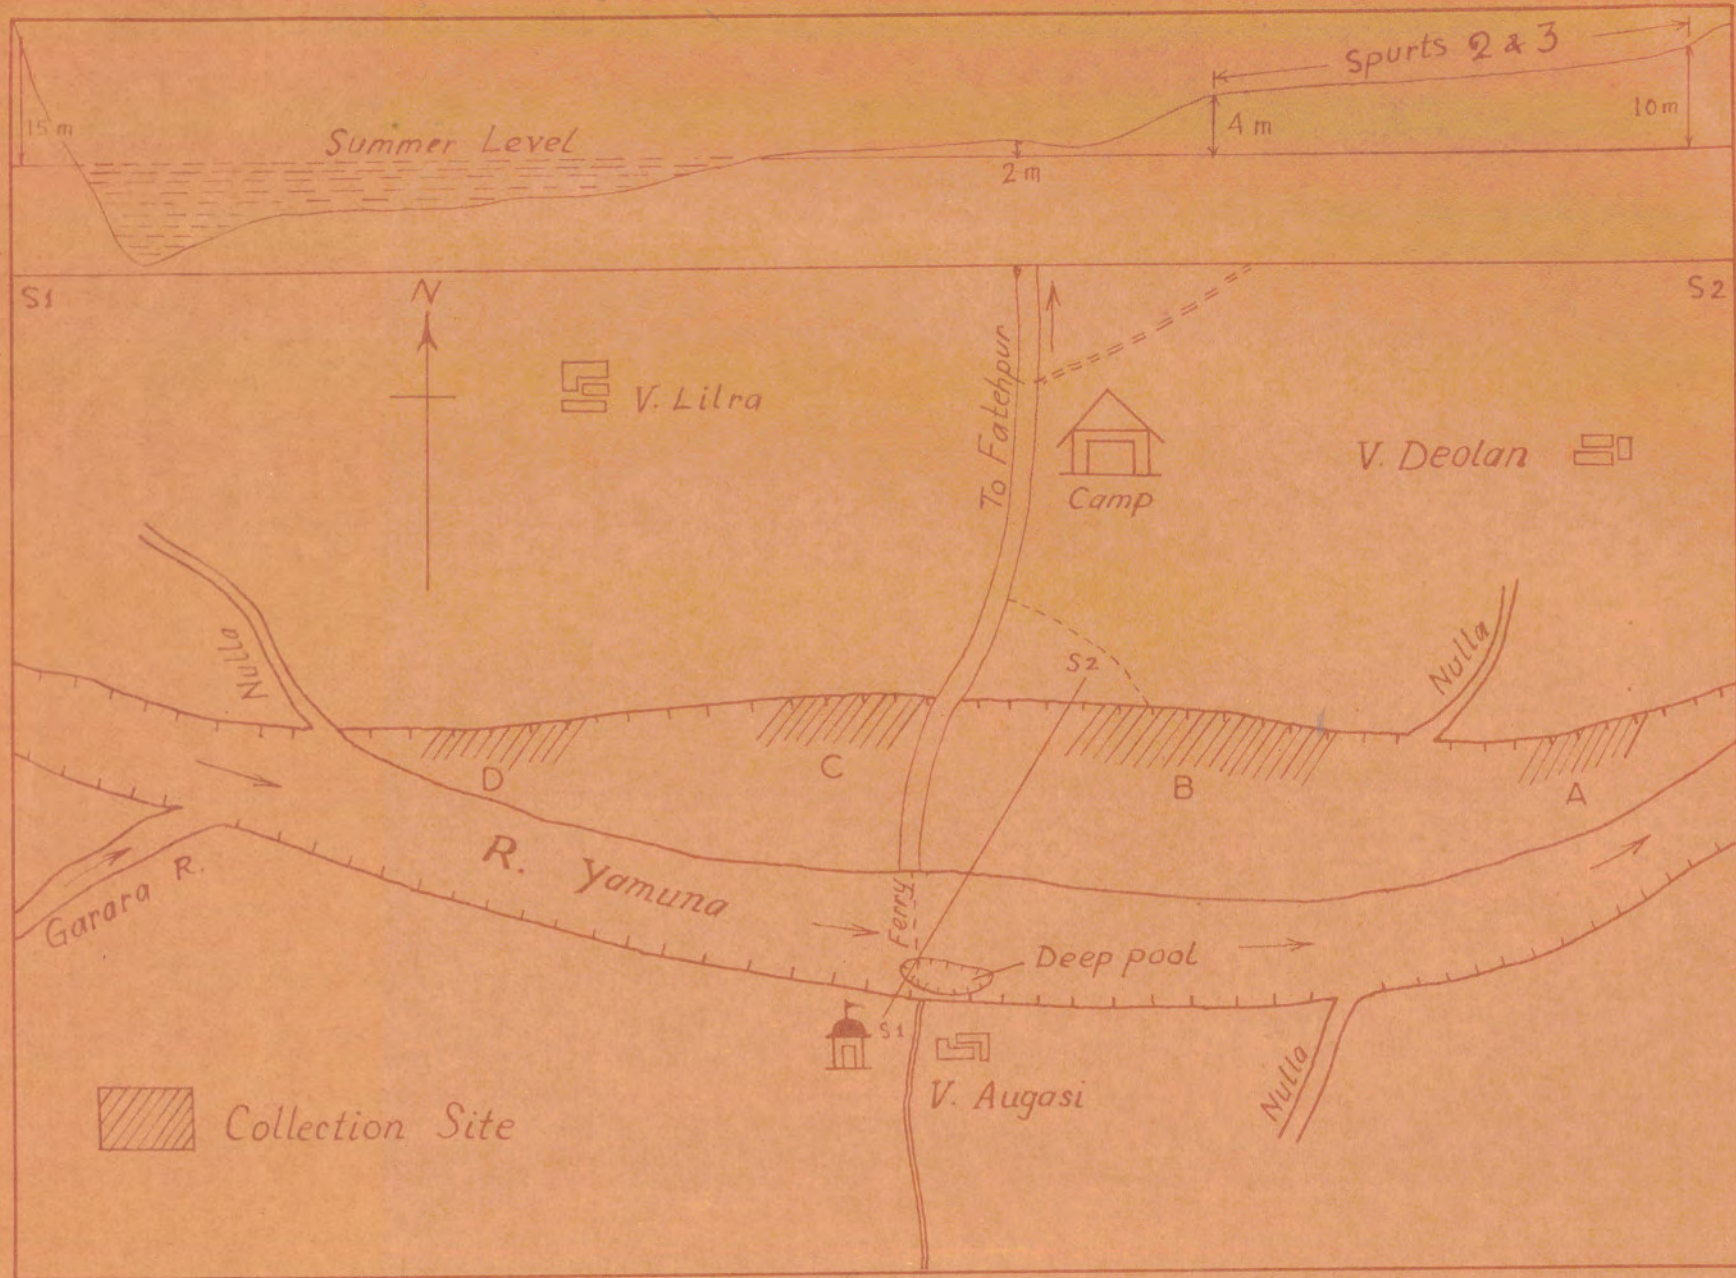 Spurts 2 & 3
15 m
Summer Level
2 m
4 m
10 m
S1
S2
N
V. Lilra
To Fatehpur
Camp
V. Deolan
Nulla
Nulla
S2
D
C
B
A
R. Yamuna
Garara R.
Ferry
Deep pool
S1
V. Augasi
Nulla
Collection Site